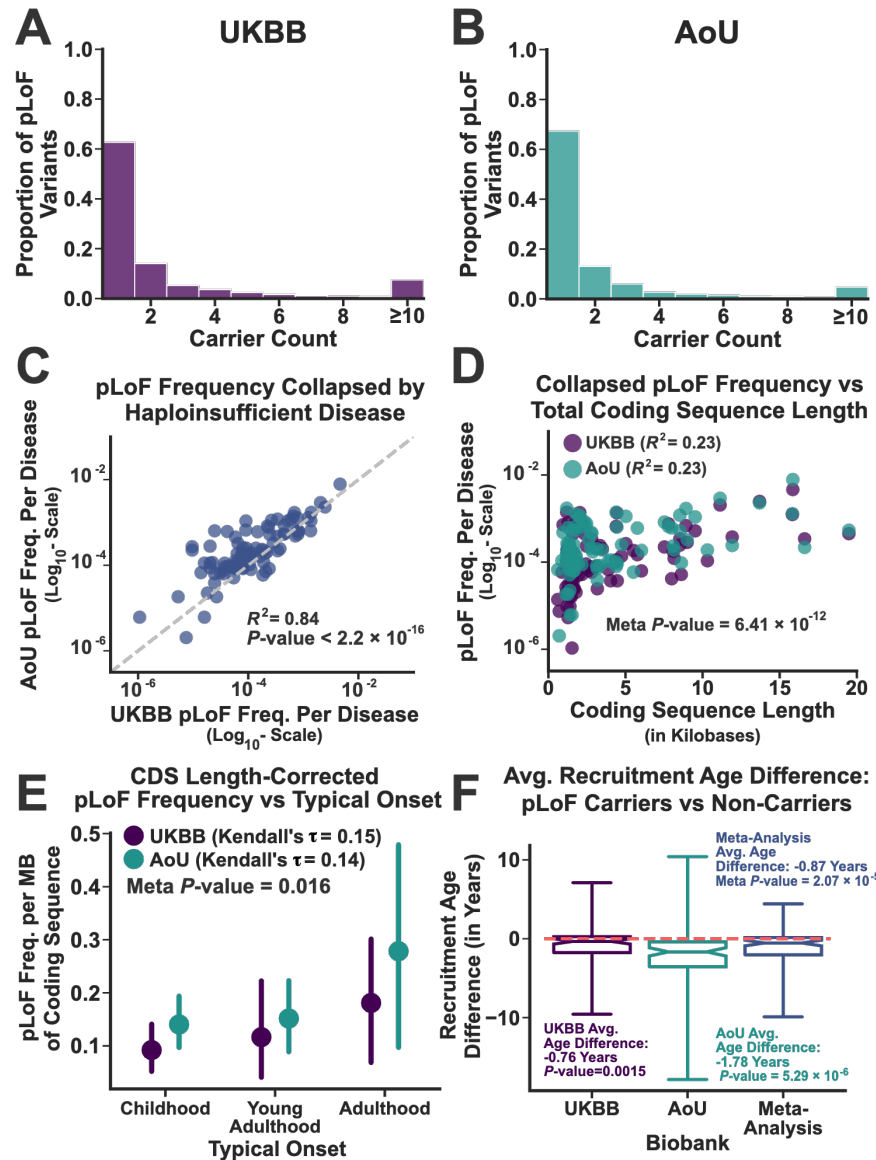 A
UKBB
Proportion of pLoF
Variants
1.0
0.8
0.6
0.4
0.2
0.0
2
4
6
8
≥10
Carrier Count
B
AoU
Proportion of pLoF
Variants
1.0
0.8
0.6
0.4
0.2
0.0
2
4
6
8
≥10
Carrier Count
C
pLoF Frequency Collapsed by
Haploinsufficient Disease
AoU pLoF Freq. Per Disease
(Log10- Scale)
10-2
10-4
10-6
R2= 0.84
P-value < 2.2 × 10-16
10-6
10-4
10-2
UKBB pLoF Freq. Per Disease
(Log10- Scale)
D
Collapsed pLoF Frequency vs
Total Coding Sequence Length
UKBB (R2= 0.23)
AoU (R2= 0.23)
pLoF Freq. Per Disease
(Log10- Scale)
10-2
10-4
10-6
Meta P-value = 6.41 × 10-12
0
5
10
15
20
Coding Sequence Length
(in Kilobases)
E
CDS Length-Corrected
pLoF Frequency vs Typical Onset
UKBB (Kendall's τ = 0.15)
AoU (Kendall's τ = 0.14)
Meta P-value = 0.016
pLoF Freq. per MB
of Coding Sequence
0.5
0.4
0.3
0.2
0.1
Childhood
Young
Adulthood
Adulthood
Typical Onset
F
Avg. Recruitment Age Difference:
pLoF Carriers vs Non-Carriers
Recruitment Age
Difference (in Years)
10
0
−10
Meta-Analysis
Avg. Age
Difference: -0.87 Years
Meta P-value = 2.07 × 10-5
UKBB Avg.
Age Difference:
-0.76 Years
P-value=0.0015
AoU Avg.
Age Difference:
-1.78 Years
P-value = 5.29 × 10-6
UKBB
AoU
Meta-
Analysis
Biobank